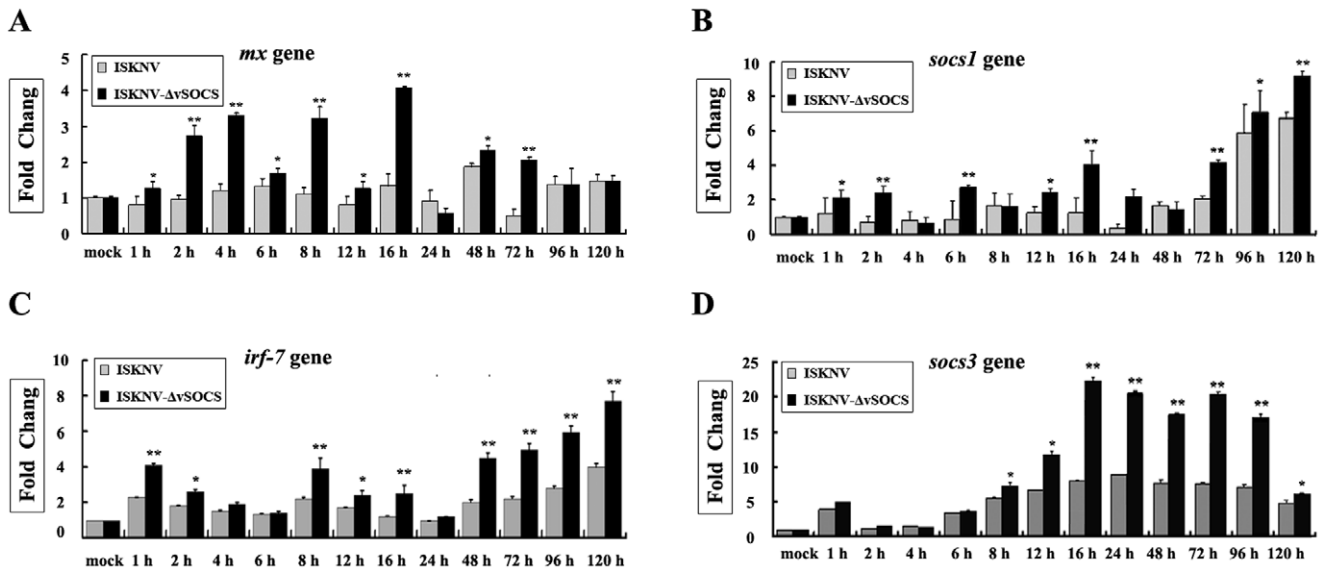 A
mx gene
5
4
3
2
1
0
Fold Chang
ISKNV
ISKNV-ΔvSOCS
* ** ** * ** * ** * **
mock 1 h 2 h 4 h 6 h 8 h 12 h 16 h 24 h 48 h 72 h 96 h 120 h
B
socs1 gene
10
8
6
4
2
0
Fold Chang
ISKNV
ISKNV-ΔvSOCS
* ** ** * ** ** * **
mock 1 h 2 h 4 h 6 h 8 h 12 h 16 h 24 h 48 h 72 h 96 h 120 h
C
irf-7 gene
10
8
6
4
2
0
Fold Chang
ISKNV
ISKNV-ΔvSOCS
** * ** * ** ** ** ** **
mock 1 h 2 h 4 h 6 h 8 h 12 h 16 h 24 h 48 h 72 h 96 h 120 h
D
socs3 gene
25
20
15
10
5
0
Fold Chang
ISKNV
ISKNV-ΔvSOCS
* * ** ** ** ** ** *
mock 1 h 2 h 4 h 6 h 8 h 12 h 16 h 24 h 48 h 72 h 96 h 120 h